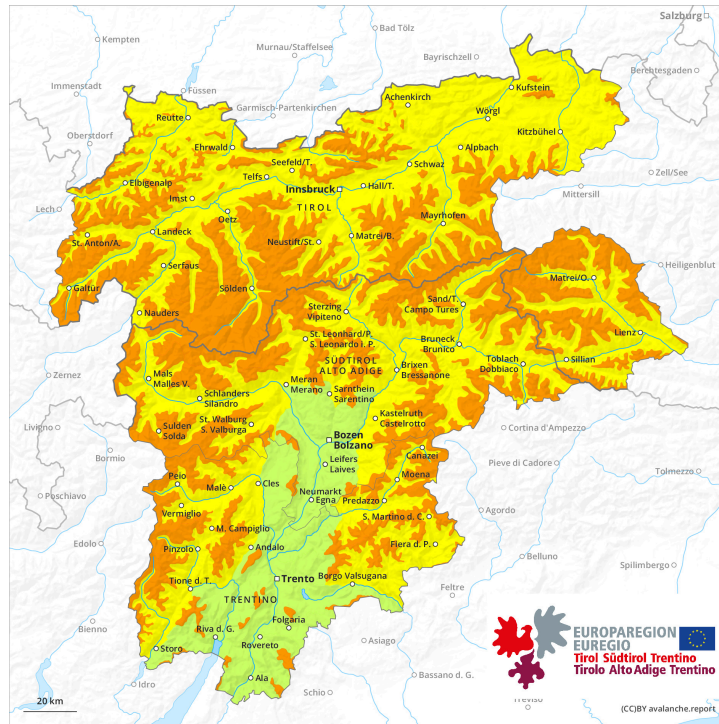 Salzburg
Bad Tölz
Kempten
Murnau/Staffelsee
Bayrischzell
Berchtesgaden
Immenstadt
Füssen
Kufstein
Achenkirch
Garmisch-Partenkirchen
Reutte
Wörgl
Oberstdorf
Ehrwald
Kitzbühel
Alpbach
Seefeld/T.
Schwaz
Telfs
Zell/See
Elbigenalp
Innsbruck
Hall/T.
Mittersill
Imst
TIROL
Lech
Oetz
Mayrhofen
St. Anton/A.
Landeck
Neustift/St.
Matrei/B.
Serfaus
Heiligenblut
Galtür
Sölden
Matrei/O.
Nauders
Sterzing
Vipiteno
Sand/T.
Campo Tures
Lienz
St. Leonhard/P.
S. Leonardo i. P.
Bruneck
Brunico
SÜDTIROL
ALTO ADIGE
Toblach
Dobbiaco
Sillian
Zernez
Mals
Malles V.
Meran
Merano
Brixen
Bressanone
Sarnthein
Sarentino
Schlanders
Silandro
St. Walburg
S. Valburga
Kastelruth
Castelrotto
Livigno
Sulden
Solda
Bozen
Bolzano
Cortina d'Ampezzo
Bormio
Canazei
Pieve di Cadore
Leifers
Laives
Tolmezzo
Peio
Moena
Malè
Cles
Poschiavo
Neumarkt
Egna
Predazzo
Vermiglio
S. Martino d. C.
Agordo
M. Campiglio
Edolo
Pinzolo
Andalo
Fiera d. P.
Belluno
Spilimbergo
Tione d. T.
Trento
Borgo Valsugana
Feltre
TRENTINO
Folgaria
Bienno
Riva d. G.
Storo
Rovereto
Asiago
Ala
Bassano d. G.
Idro
Schio
Treviso
EUROPAREGION
EUREGIO
Tirol Südtirol Trentino
Tirolo Alto Adige Trentino
20 km
(CC)BY avalanche.report